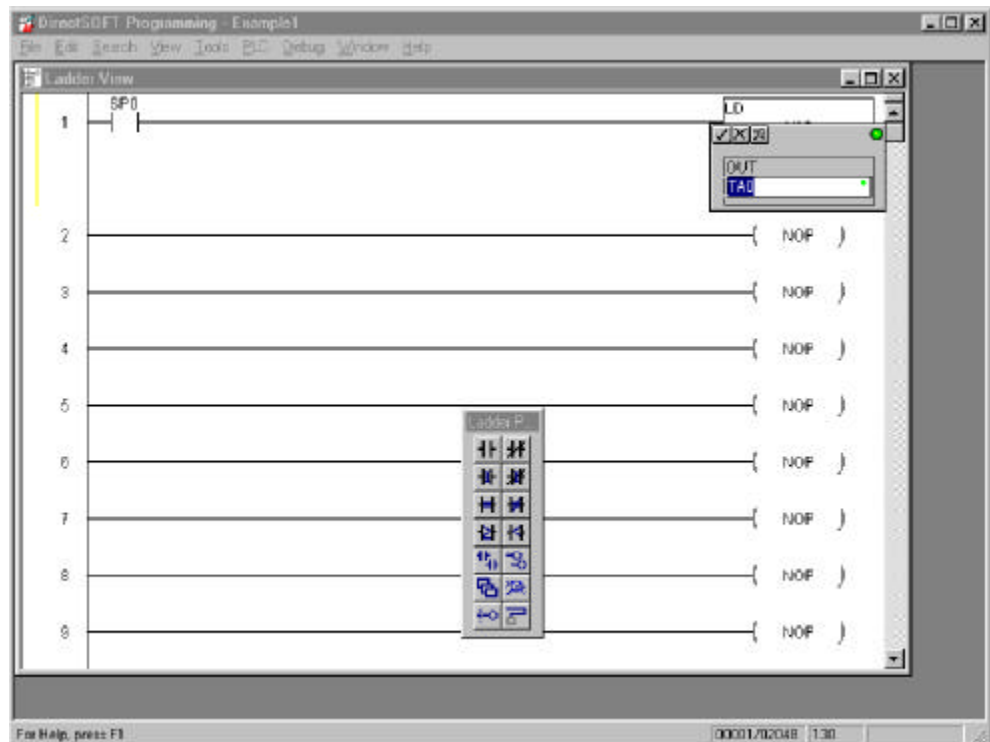 DirectSOFT Programming - Example1
File Edit Search View Tools PLC Debug Window Help
Ladder View
SP0
LD
1
OUT
TA0
2 NOP
3 NOP
4 NOP
5 NOP
Ladder P...
6 NOP
7 NOP
8 NOP
9 NOP
For Help, press F1
00001/02048 130